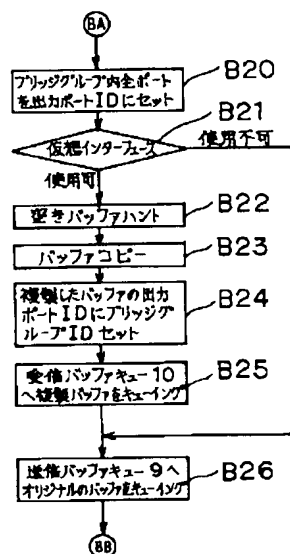 BA
ブリッジグループ内全ポート
を出力ポートIDにセット
B20
B21
仮想インターフェース
使用不可
使用可
空きバッファハント
B22
バッファコピー
B23
複製したバッファの出力
ポートIDにブリッジグ
ループIDセット
B24
受信バッファキュー10
へ複製バッファをキューイング
B25
送信バッファキュー9へ
オリジナルのバッファをキューイング
B26
BB